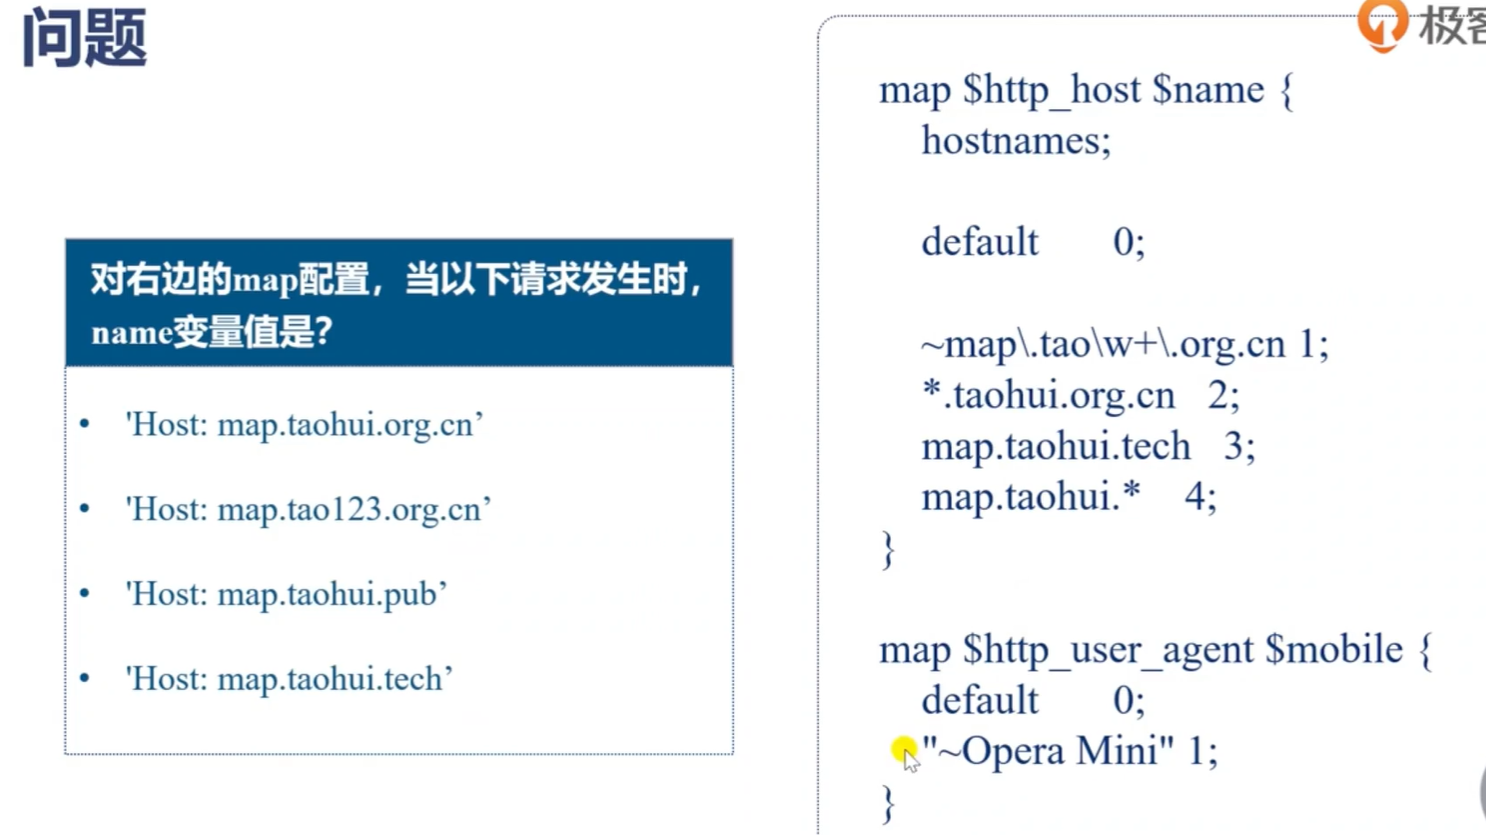 问题
极客
对右边的map配置，当以下请求发生时，
name变量值是？
• 'Host: map.taohui.org.cn’
• 'Host: map.tao123.org.cn’
• 'Host: map.taohui.pub’
• 'Host: map.taohui.tech’
map $http_host $name {
hostnames;
default 0;
~map\.tao\w+\.org.cn 1;
*.taohui.org.cn 2;
map.taohui.tech 3;
map.taohui.* 4;
}
map $http_user_agent $mobile {
default 0;
"~Opera Mini" 1;
}